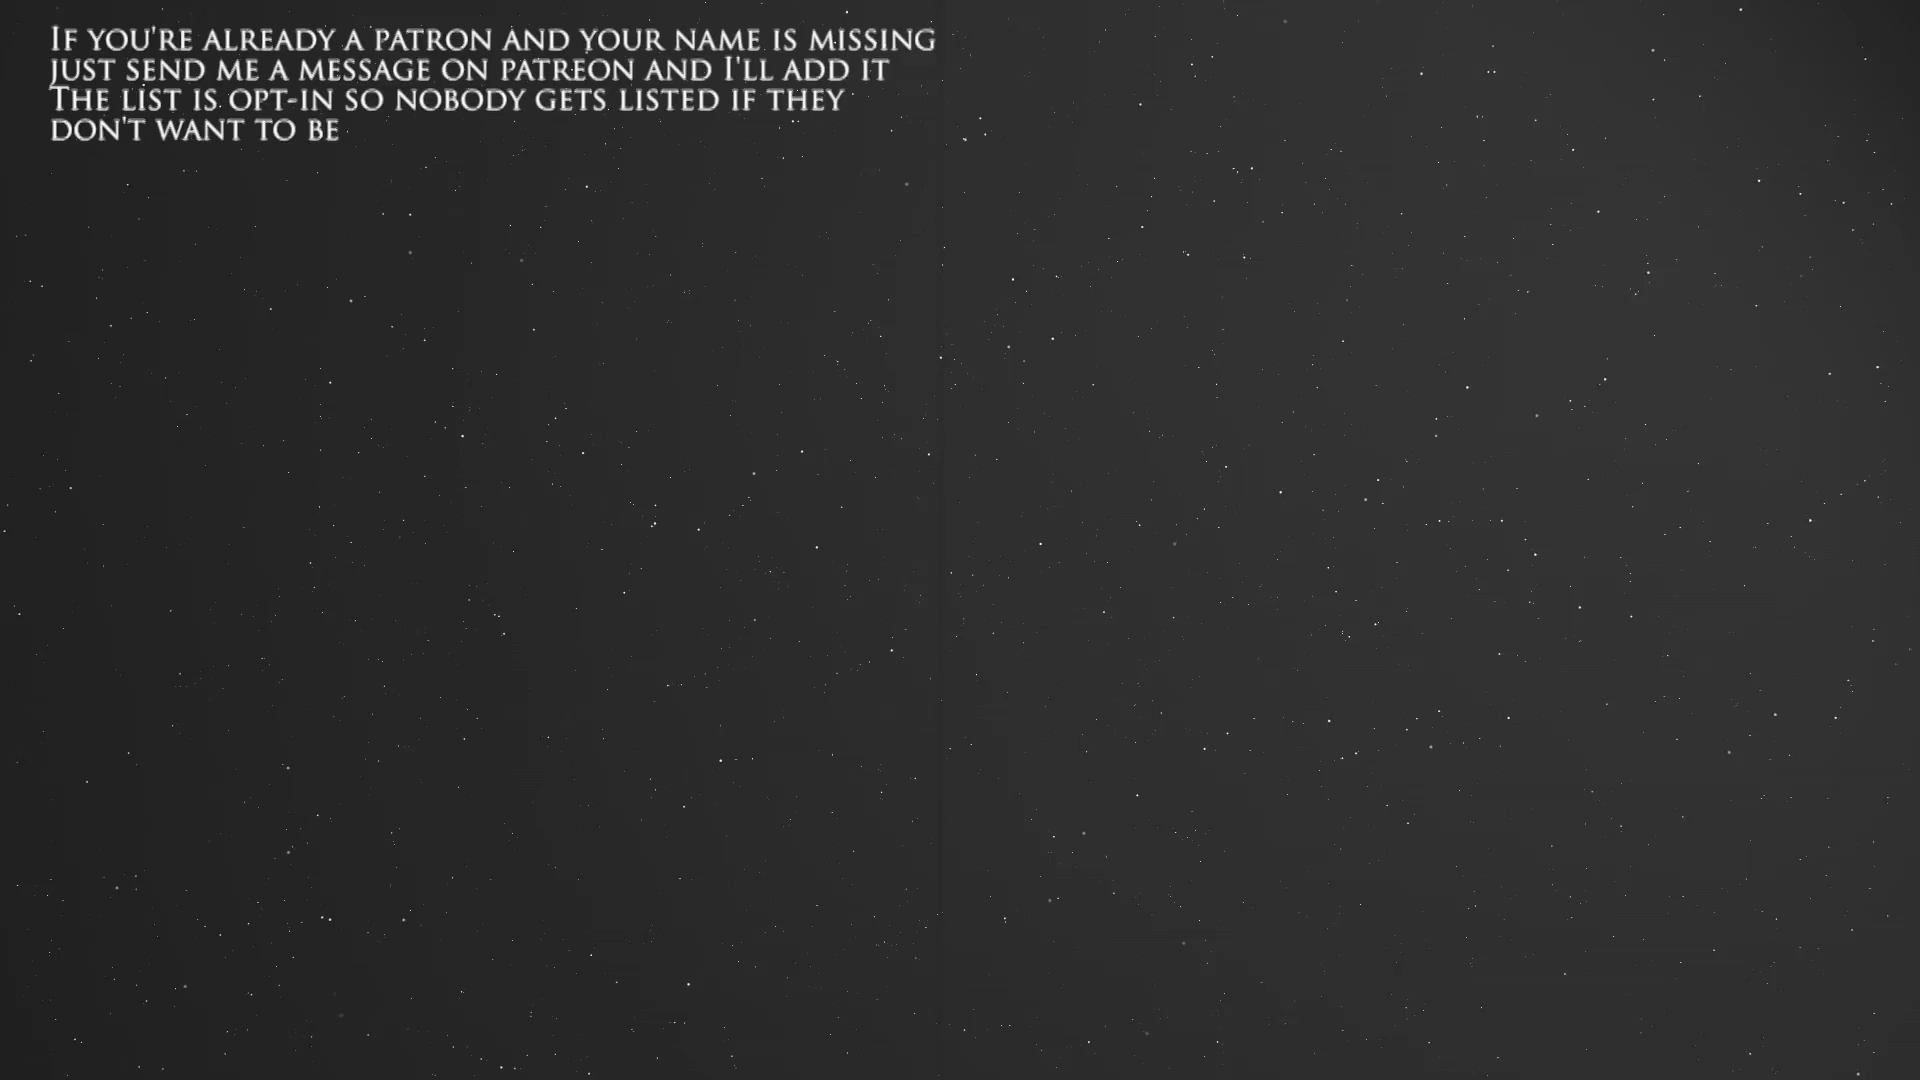 If you're already a patron and your name is missing
just send me a message on patreon and I'll add it
The list is opt-in so nobody gets listed if they
don't want to be